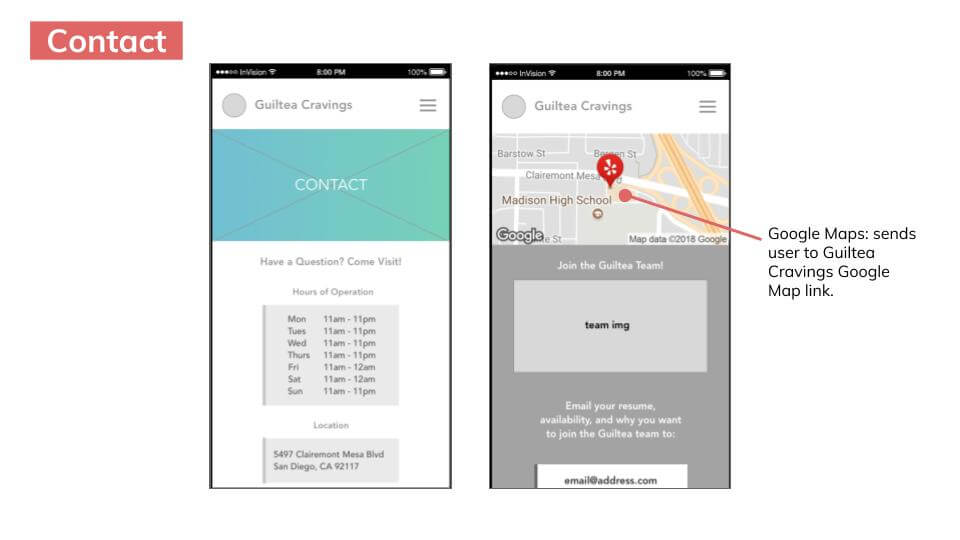 Contact
InVision 8:00 PM 100%
Guiltea Cravings
CONTACT
Have a Question? Come Visit!
Hours of Operation
Mon 11am - 11pm
Tues 11am - 11pm
Wed 11am - 11pm
Thurs 11am - 11pm
Fri 11am - 12am
Sat 11am - 12am
Sun 11am - 11pm
Location
5497 Clairemont Mesa Blvd
San Diego, CA 92117
InVision 8:00 PM 100%
Guiltea Cravings
Barstow St
Clairemont Mesa
Madison High School
Google
Map data ©2018 Google
Join the Guiltea Team!
team img
Email your resume,
availability, and why you want
to join the Guiltea team to:
email@address.com
Google Maps: sends
user to Guiltea
Cravings Google
Map link.